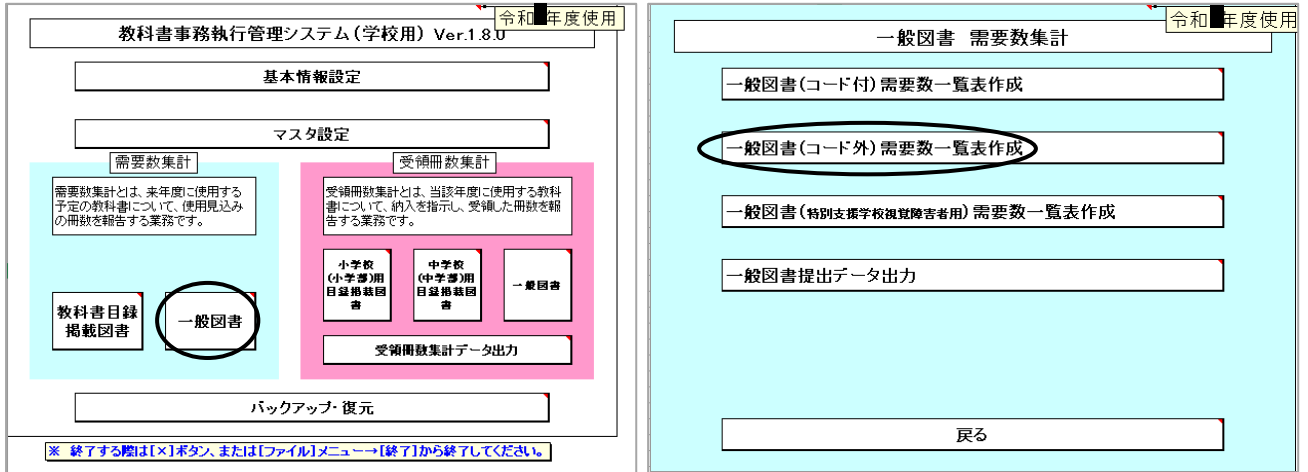 令和 年度使用
教科書事務執行管理システム（学校用） Ver.1.8.0
基本情報設定
マスタ設定
需要数集計
需要数集計とは、来年度に使用する
予定の教科書について、使用見込み
の冊数を報告する業務です。
教科書目録
掲載図書
一般図書
受領冊数集計
受領冊数集計とは、当該年度に使用する教科
書について、納入を指示し、受領した冊数を報
告する業務です。
小学校
(小学部)用
目録掲載図
書
中学校
(中学部)用
目録掲載図
書
一般図書
受領冊数集計データ出力
バックアップ・復元
※ 終了する際は[×]ボタン、または[ファイル]メニュー→[終了]から終了してください。
令和 年度使用
一般図書 需要数集計
一般図書（コード付）需要数一覧表作成
一般図書（コード外）需要数一覧表作成
一般図書（特別支援学校視覚障害者用）需要数一覧表作成
一般図書提出データ出力
戻る